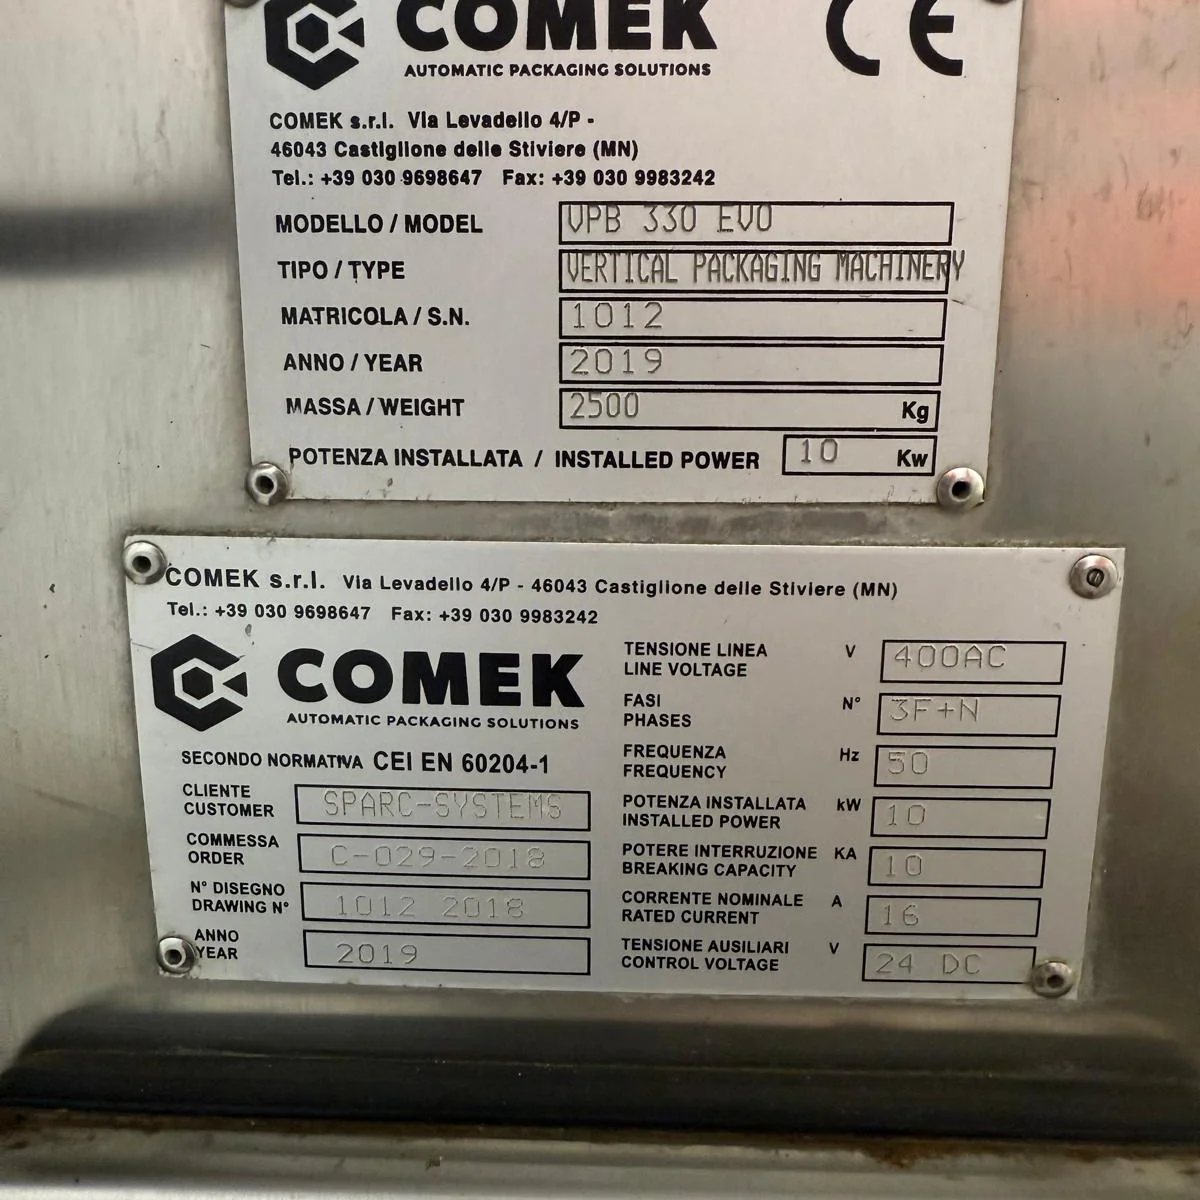 COMEK CE
AUTOMATIC PACKAGING SOLUTIONS
COMEK s.r.l. Via Levadello 4/P -
46043 Castiglione delle Stiviere (MN)
Tel.: +39 030 9698647 Fax: +39 030 9983242
MODELLO / MODEL VPB 330 EVO
TIPO / TYPE VERTICAL PACKAGING MACHINERY
MATRICOLA / S.N. 1012
ANNO / YEAR 2019
MASSA / WEIGHT 2500 Kg
POTENZA INSTALLATA / INSTALLED POWER 10 Kw
COMEK s.r.l. Via Levadello 4/P - 46043 Castiglione delle Stiviere (MN)
Tel.: +39 030 9698647 Fax: +39 030 9983242
COMEK
AUTOMATIC PACKAGING SOLUTIONS
SECONDO NORMATIVA CEI EN 60204-1
CLIENTE
CUSTOMER SPARC-SYSTEMS
COMMESSA
ORDER C-029-2018
N° DISEGNO
DRAWING N° 1012 2018
ANNO
YEAR 2019
TENSIONE LINEA V 400AC
LINE VOLTAGE
FASI N° 3F+N
PHASES
FREQUENZA Hz 50
FREQUENCY
POTENZA INSTALLATA kW 10
INSTALLED POWER
POTERE INTERRUZIONE KA 10
BREAKING CAPACITY
CORRENTE NOMINALE A 16
RATED CURRENT
TENSIONE AUSILIARI V 24 DC
CONTROL VOLTAGE